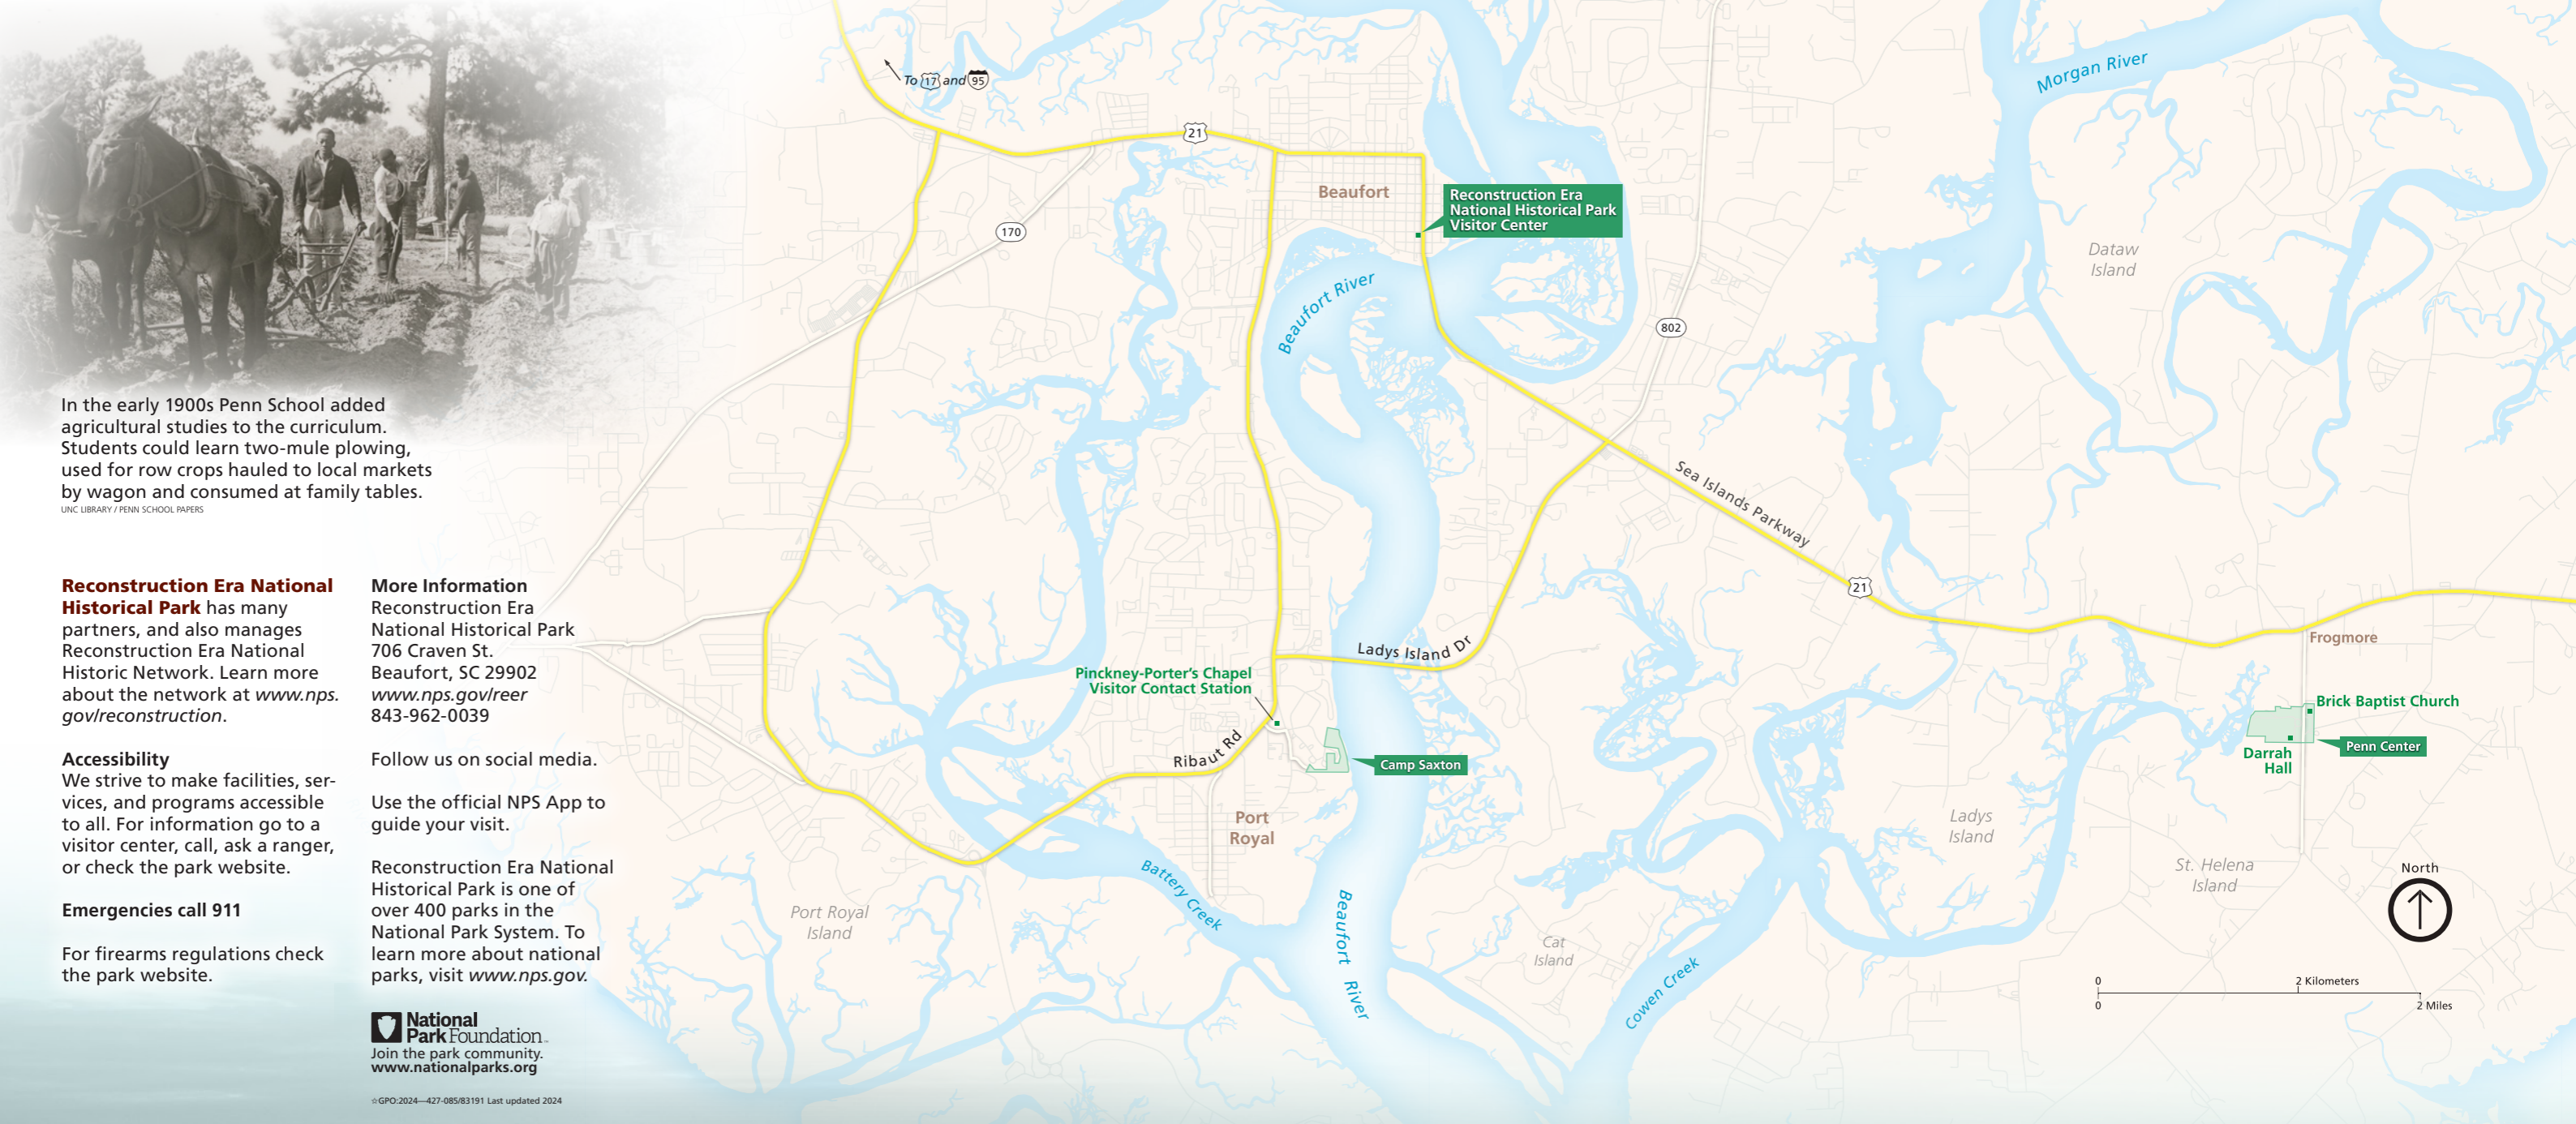 In the early 1900s Penn School added
agricultural studies to the curriculum.
Students could learn two-mule plowing,
used for row crops hauled to local markets
by wagon and consumed at family tables.
UNC LIBRARY / PENN SCHOOL PAPERS
Reconstruction Era National
Historical Park has many
partners, and also manages
Reconstruction Era National
Historic Network. Learn more
about the network at www.nps.
gov/reconstruction.
Accessibility
We strive to make facilities, ser-
vices, and programs accessible
to all. For information go to a
visitor center, call, ask a ranger,
or check the park website.
Emergencies call 911
For firearms regulations check
the park website.
More Information
Reconstruction Era
National Historical Park
706 Craven St.
Beaufort, SC 29902
www.nps.gov/reer
843-962-0039
Follow us on social media.
Use the official NPS App to
guide your visit.
Reconstruction Era National
Historical Park is one of
over 400 parks in the
National Park System. To
learn more about national
parks, visit www.nps.gov.
National
Park Foundation
Join the park community.
www.nationalparks.org
☆GPO:2024—427-085/83191 Last updated 2024
To 17 and 95
21
170
Beaufort
Reconstruction Era
National Historical Park
Visitor Center
Beaufort River
802
Morgan River
Dataw
Island
Sea Islands Parkway
21
Frogmore
Ladys Island Dr
Pinckney-Porter's Chapel
Visitor Contact Station
Ribaut Rd
Camp Saxton
Port
Royal
Brick Baptist Church
Penn Center
Darrah
Hall
Ladys
Island
St. Helena
Island
Port Royal
Island
Battery Creek
Beaufort River
Cat
Island
Cowen Creek
North
0
2 Kilometers
0
2 Miles